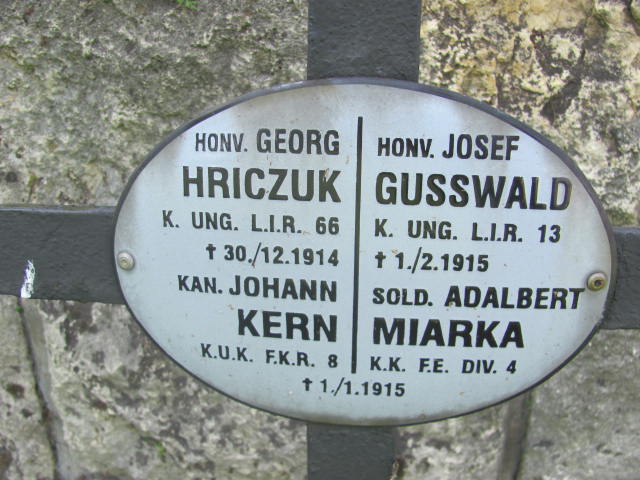 HONV. GEORG
HRICZUK
K. UNG. L.I.R. 66
† 30./12.1914
KAN. JOHANN
KERN
K.U.K. F.K.R. 8
HONV. JOSEF
GUSSWALD
K. UNG. L.I.R. 13
† 1./2.1915
SOLD. ADALBERT
MIARKA
K.K. F.E. DIV. 4
† 1./1.1915